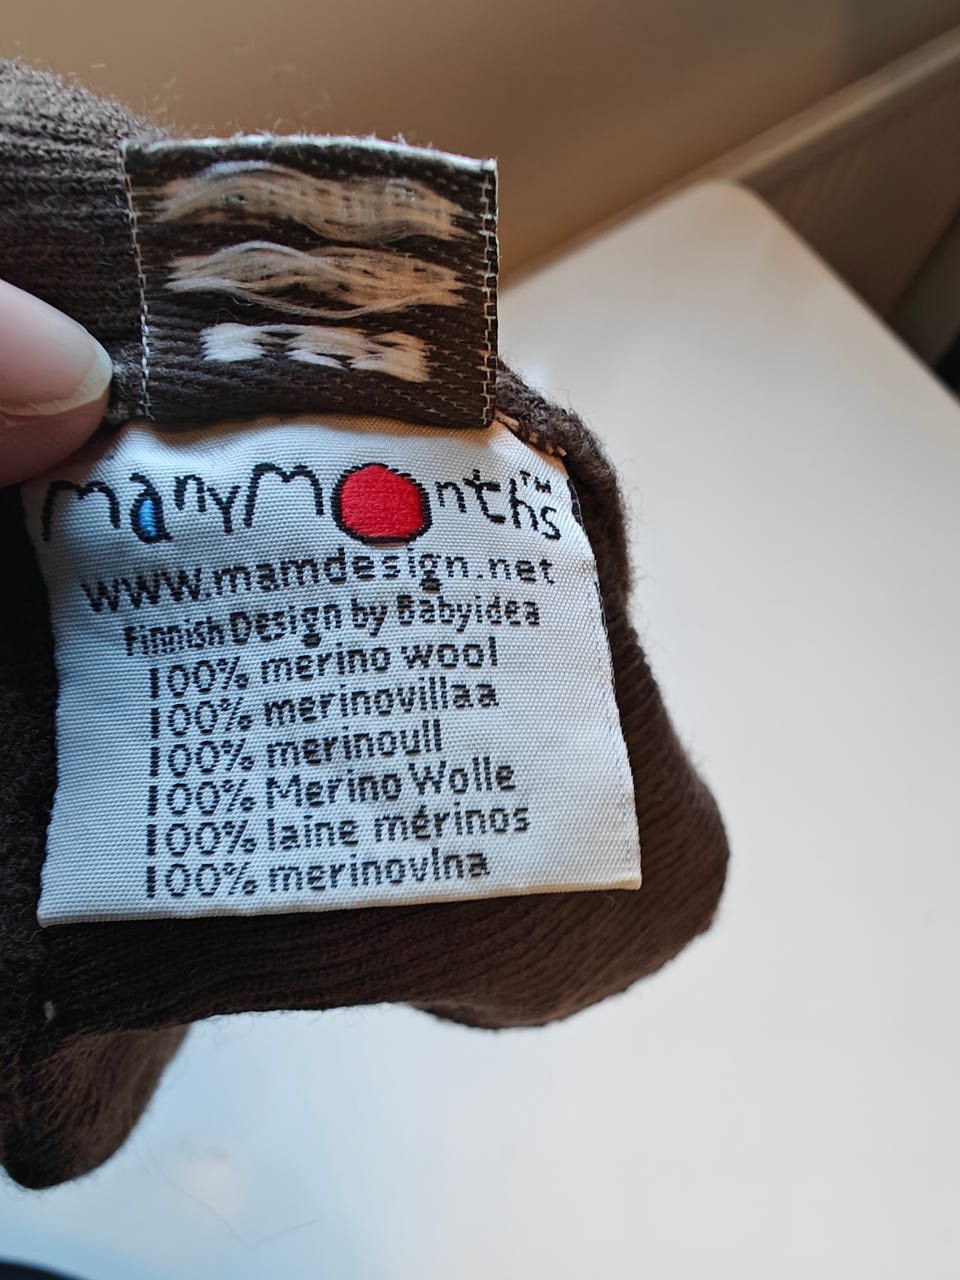 manyMonths™
www.mamdesign.net
Finnish Design by Babyidea
100% merino wool
100% merinovillaa
100% merinoull
100% Merino Wolle
100% laine mérinos
100% merinovlna